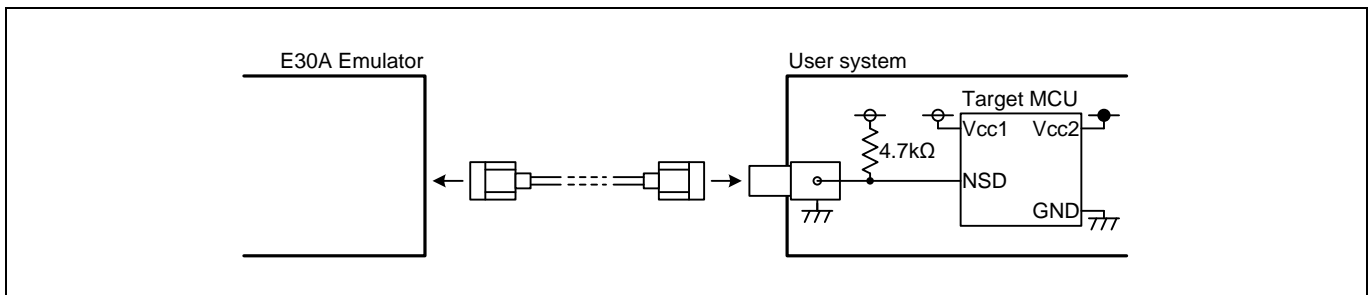 E30A Emulator
User system
Target MCU
Vcc1 Vcc2
4.7kΩ
NSD
GND